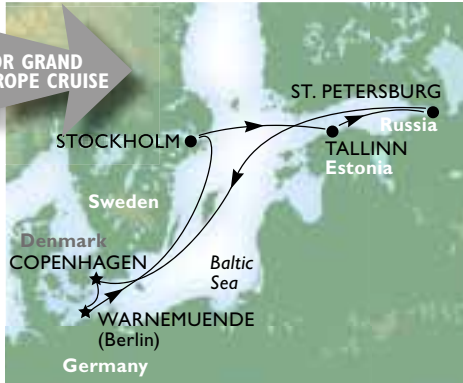 OR GRAND
ROPE CRUISE
ST. PETERSBURG
Russia
STOCKHOLM
TALLINN
Estonia
Sweden
Denmark
COPENHAGEN
Baltic
Sea
WARNEMUENDE
(Berlin)
Germany